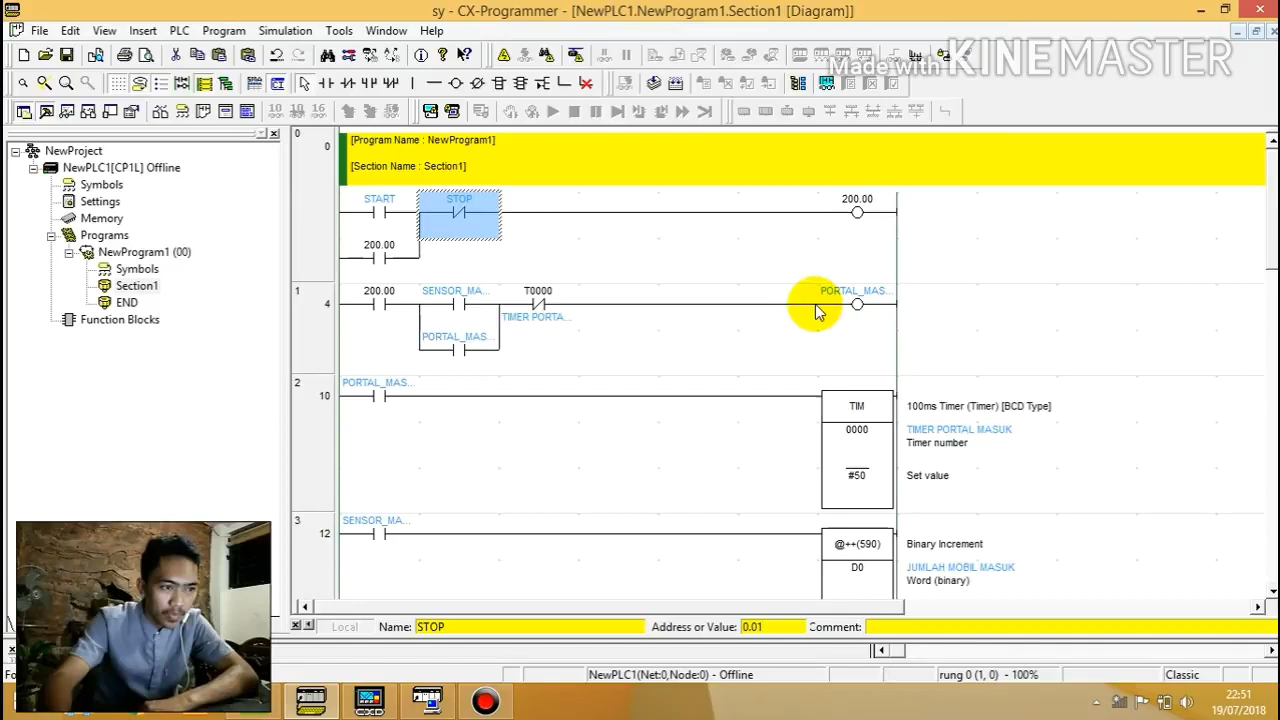 sy - CX-Programmer - [NewPLC1.NewProgram1.Section1 [Diagram]]
File Edit View Insert PLC Program Simulation Tools Window Help
Made with KINEMASTER
10 10 16
NewProject
NewPLC1[CP1L] Offline
Symbols
Settings
Memory
Programs
NewProgram1 (00)
Symbols
Section1
END
Function Blocks
0
0
[Program Name : NewProgram1]
[Section Name : Section1]
START STOP 200.00
200.00
1
4
200.00 SENSOR_MA... T0000 PORTAL_MAS...
TIMER PORTA...
PORTAL_MAS...
2
10
PORTAL_MAS...
TIM 100ms Timer (Timer) [BCD Type]
0000 TIMER PORTAL MASUK
Timer number
#50 Set value
3
12
SENSOR_MA...
@++(590) Binary Increment
D0 JUMLAH MOBIL MASUK
Word (binary)
Local Name: STOP Address or Value: 0.01 Comment:
NewPLC1(Net:0,Node:0) - Offline rung 0 (1, 0) - 100% Classic
CXD
22:51
19/07/2018